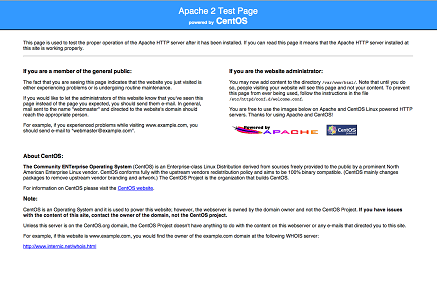 Apache 2 Test Page
powered by CentOS
This page is used to test the proper operation of the Apache HTTP server after it has been installed. If you can read this page it means that the Apache HTTP server installed at
this site is working properly.
If you are a member of the general public:
The fact that you are seeing this page indicates that the website you just visited is
either experiencing problems or is undergoing routine maintenance.
If you would like to let the administrators of this website know that you've seen this
page instead of the page you expected, you should send them e-mail. In general,
mail sent to the name "webmaster" and directed to the website's domain should
reach the appropriate person.
For example, if you experienced problems while visiting www.example.com, you
should send e-mail to "webmaster@example.com".
If you are the website administrator:
You may now add content to the directory /var/www/html/. Note that until you do
so, people visiting your website will see this page and not your content. To prevent
this page from ever being used, follow the instructions in the file
/etc/httpd/conf.d/welcome.conf.
You are free to use the images below on Apache and CentOS Linux powered HTTP
servers. Thanks for using Apache and CentOS!
Powered by
APACHE
CentOS
About CentOS:
The Community ENTerprise Operating System (CentOS) is an Enterprise-class Linux Distribution derived from sources freely provided to the public by a prominent North
American Enterprise Linux vendor. CentOS conforms fully with the upstream vendors redistribution policy and aims to be 100% binary compatible. (CentOS mainly changes
packages to remove upstream vendor branding and artwork.) The CentOS Project is the organization that builds CentOS.
For information on CentOS please visit the CentOS website.
Note:
CentOS is an Operating System and it is used to power this website; however, the webserver is owned by the domain owner and not the CentOS Project. If you have issues
with the content of this site, contact the owner of the domain, not the CentOS project.
Unless this server is on the CentOS.org domain, the CentOS Project doesn't have anything to do with the content on this webserver or any e-mails that directed you to this site.
For example, if this website is www.example.com, you would find the owner of the example.com domain at the following WHOIS server:
http://www.internic.net/whois.html